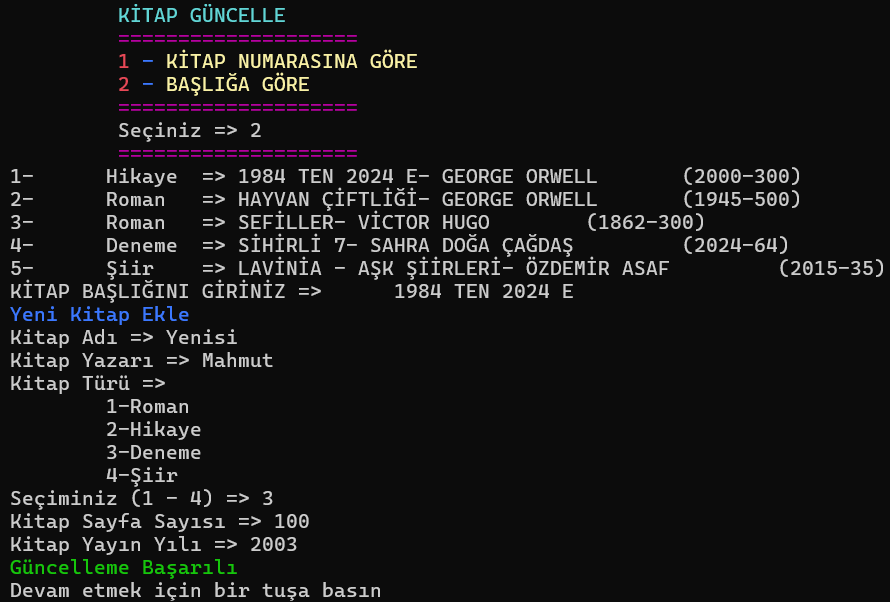 KİTAP GÜNCELLE
====================
1 - KİTAP NUMARASINA GÖRE
2 - BAŞLIĞA GÖRE
====================
Seçiniz => 2
====================
1-      Hikaye  => 1984 TEN 2024 E- GEORGE ORWELL       (2000-300)
2-      Roman   => HAYVAN ÇİFTLİĞİ- GEORGE ORWELL       (1945-500)
3-      Roman   => SEFİLLER- VİCTOR HUGO        (1862-300)
4-      Deneme  => SİHİRLİ 7- SAHRA DOĞA ÇAĞDAŞ         (2024-64)
5-      Şiir    => LAVİNİA - AŞK ŞİİRLERİ- ÖZDEMİR ASAF         (2015-35)
KİTAP BAŞLIĞINI GİRİNİZ =>      1984 TEN 2024 E
Yeni Kitap Ekle
Kitap Adı => Yenisi
Kitap Yazarı => Mahmut
Kitap Türü =>
1-Roman
2-Hikaye
3-Deneme
4-Şiir
Seçiminiz (1 - 4) => 3
Kitap Sayfa Sayısı => 100
Kitap Yayın Yılı => 2003
Güncelleme Başarılı
Devam etmek için bir tuşa basın